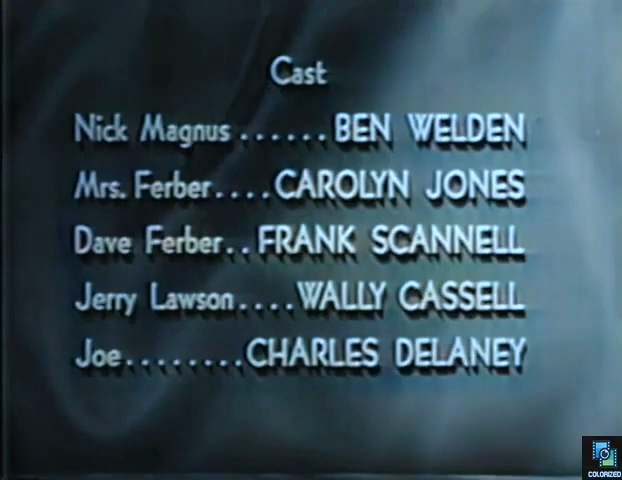 Cast
Nick Magnus ...... BEN WELDEN
Mrs. Ferber.... CAROLYN JONES
Dave Ferber.. FRANK SCANNELL
Jerry Lawson.... WALLY CASSELL
Joe........ CHARLES DELANEY
COLORIZED